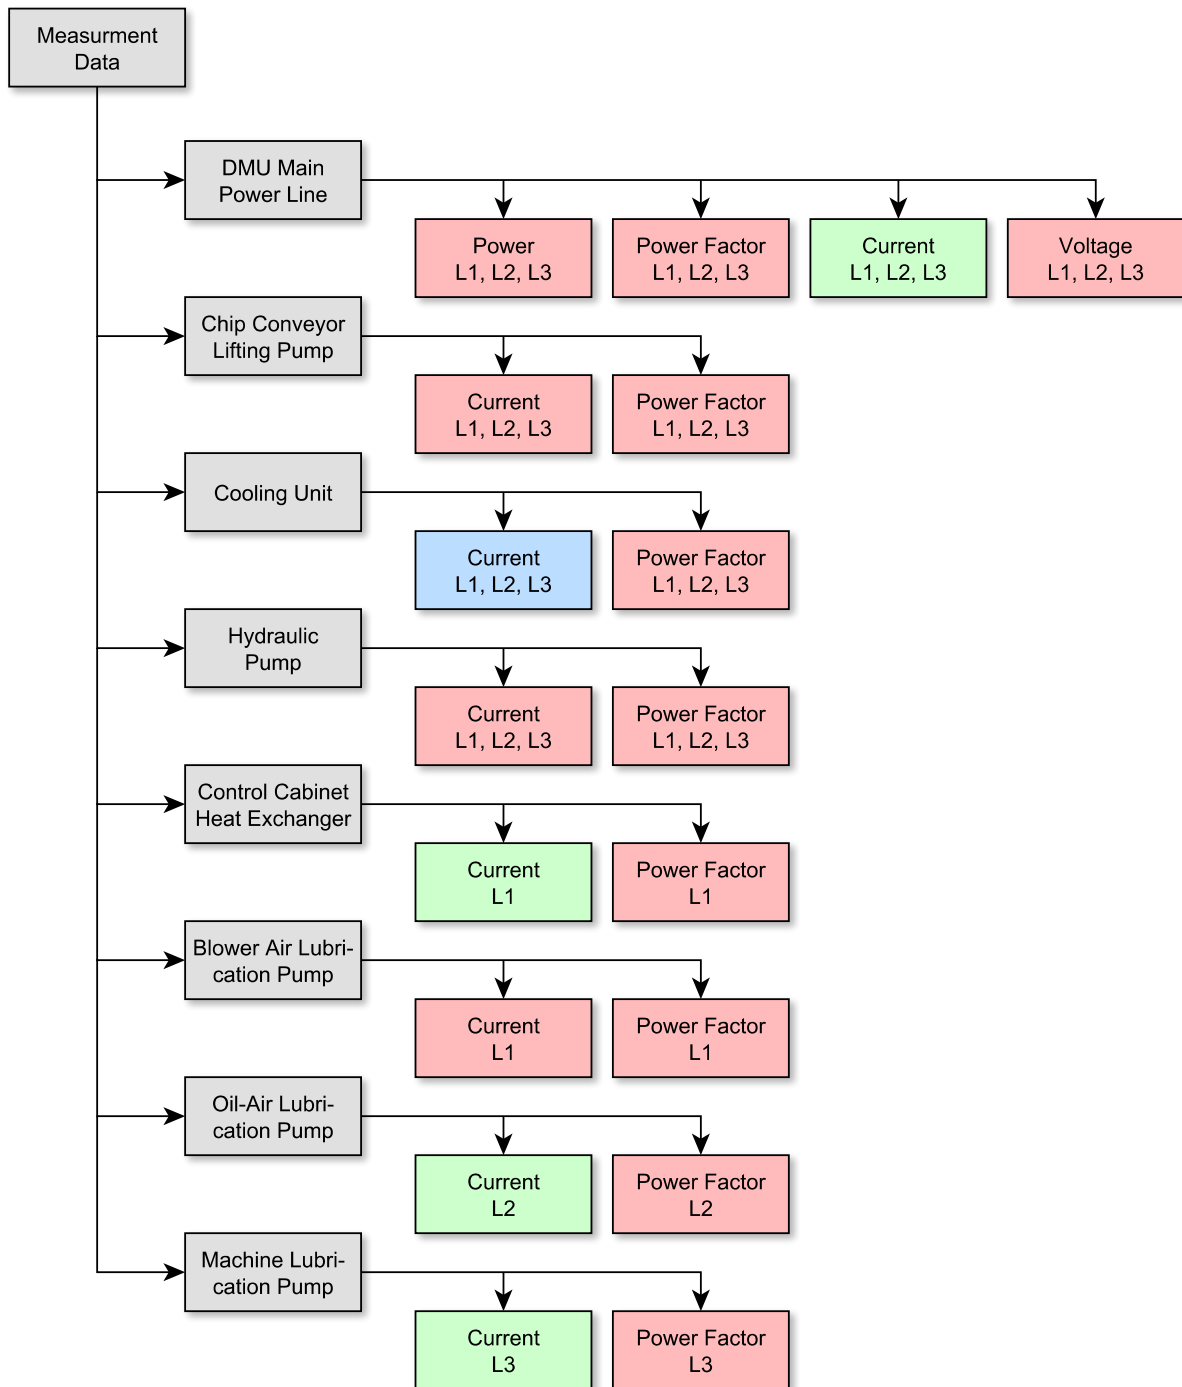 Measurment
Data
DMU Main
Power Line
Power
L1, L2, L3
Power Factor
L1, L2, L3
Current
L1, L2, L3
Voltage
L1, L2, L3
Chip Conveyor
Lifting Pump
Current
L1, L2, L3
Power Factor
L1, L2, L3
Cooling Unit
Current
L1, L2, L3
Power Factor
L1, L2, L3
Hydraulic
Pump
Current
L1, L2, L3
Power Factor
L1, L2, L3
Control Cabinet
Heat Exchanger
Current
L1
Power Factor
L1
Blower Air Lubri-
cation Pump
Current
L1
Power Factor
L1
Oil-Air Lubri-
cation Pump
Current
L2
Power Factor
L2
Machine Lubri-
cation Pump
Current
L3
Power Factor
L3